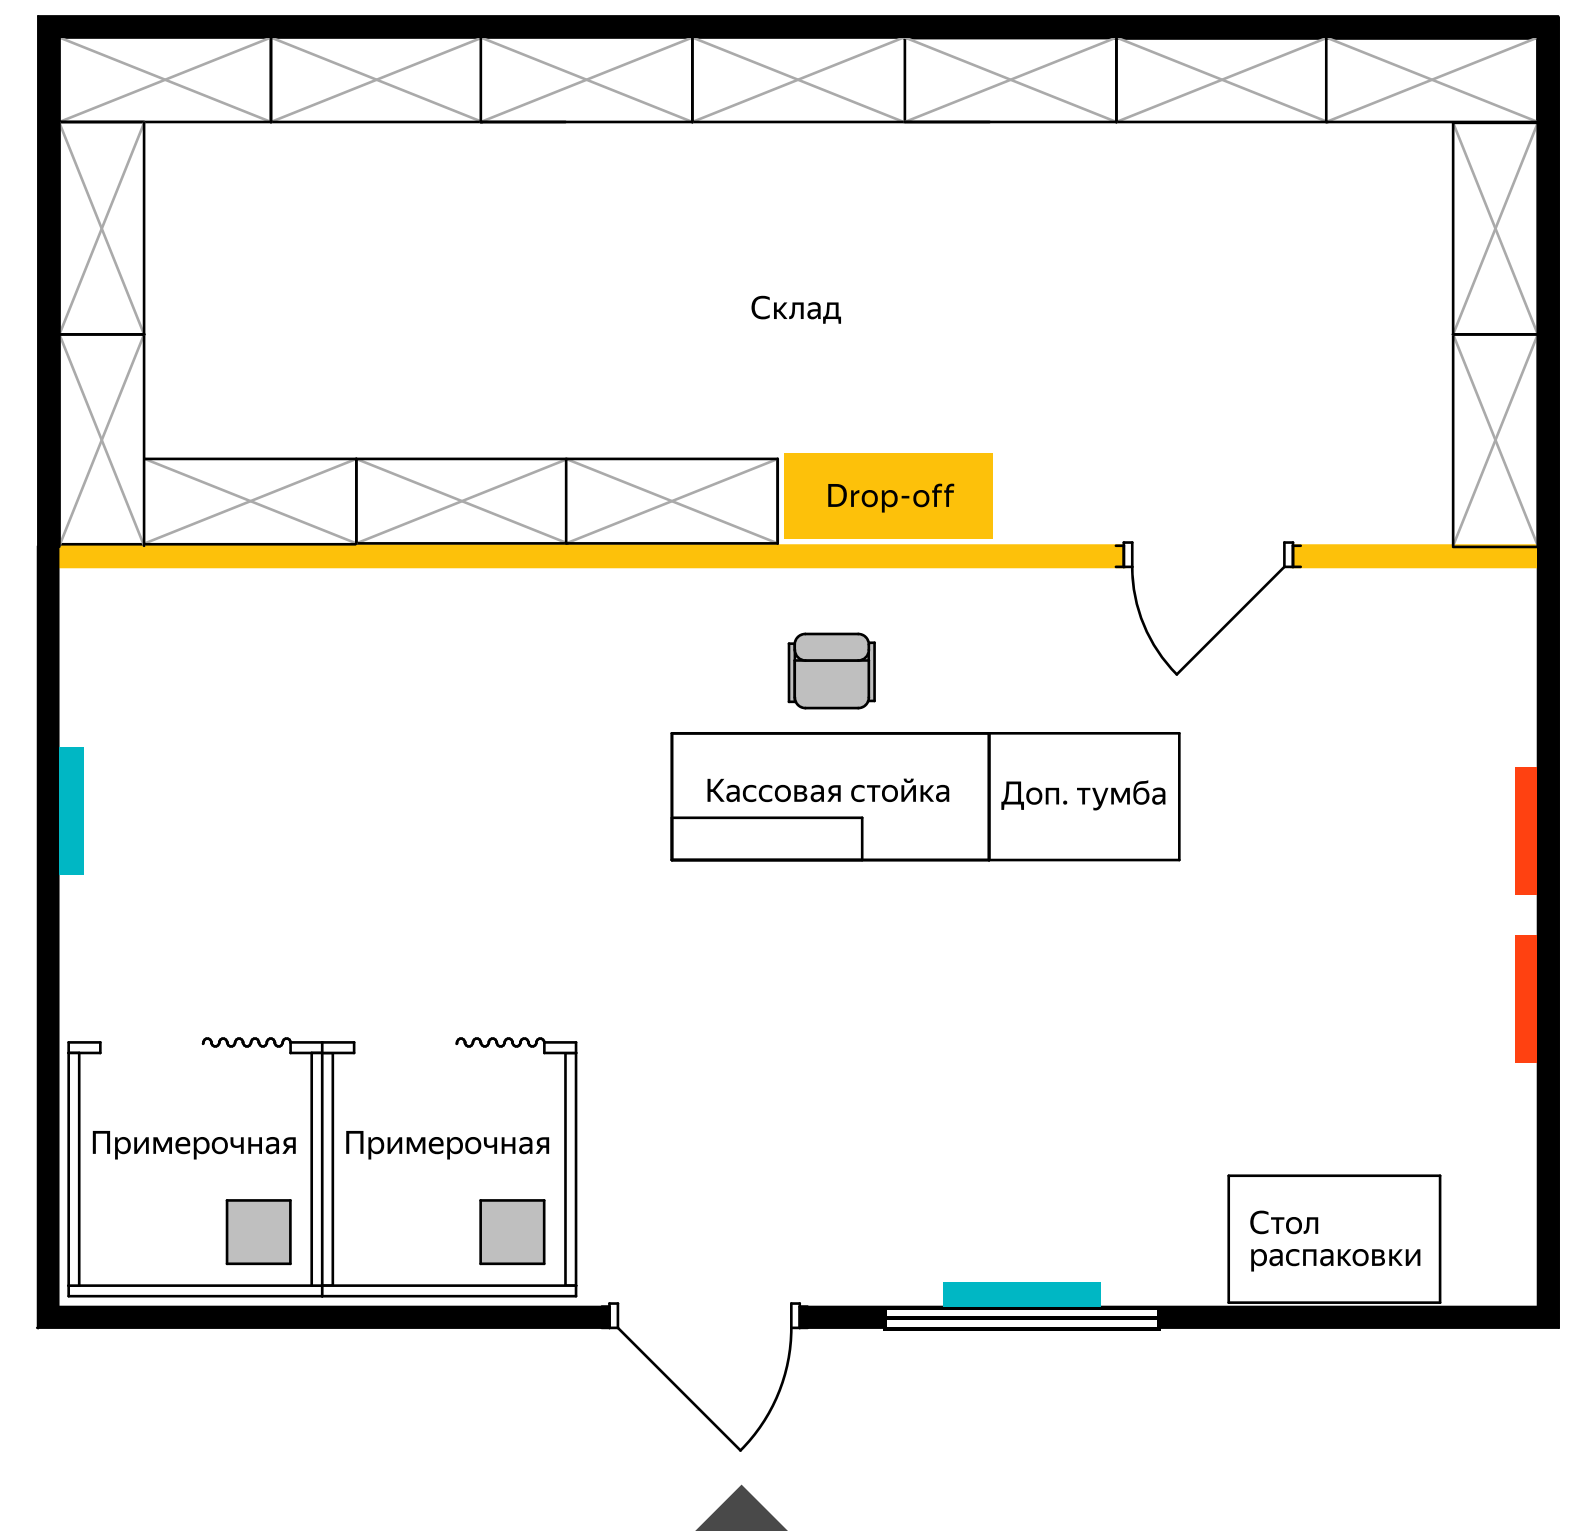 Склад
Drop-off
Кассовая стойка
Доп. тумба
Примерочная
Примерочная
Стол
распаковки